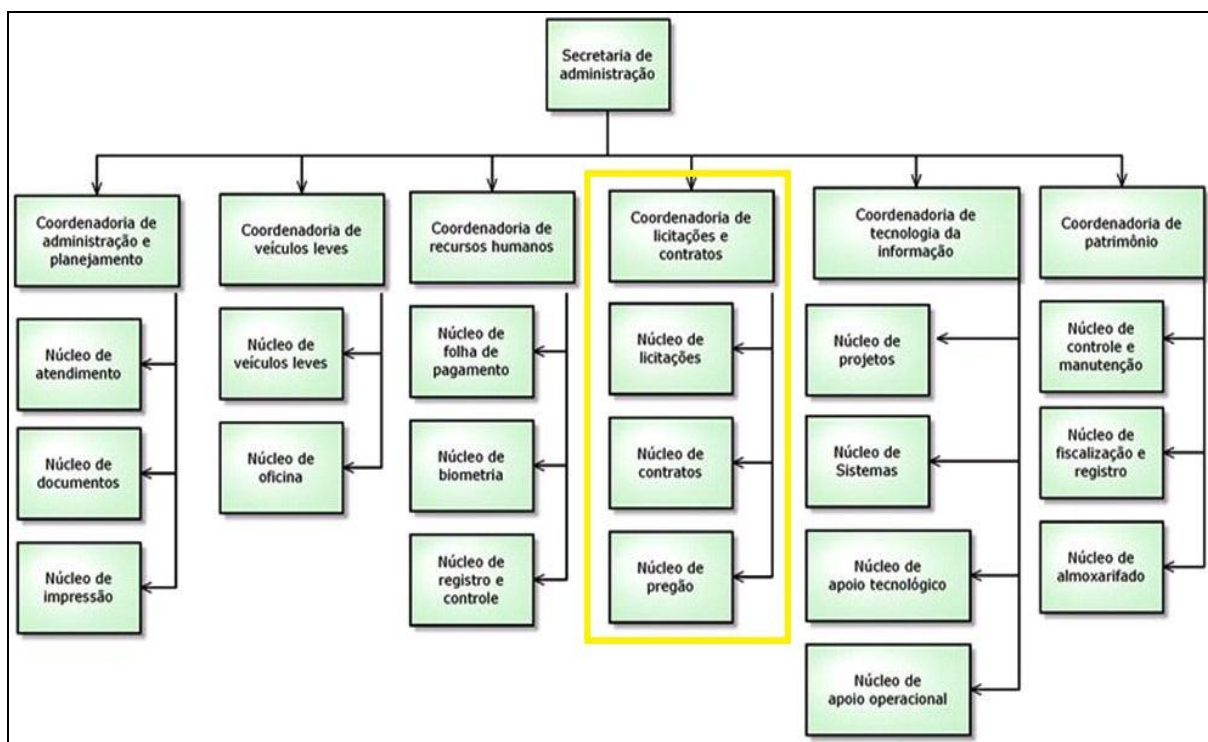 Secretaria de
administração
Coordenadoria de
administração e
planejamento
Coordenadoria de
veículos leves
Coordenadoria de
recursos humanos
Coordenadoria de
licitações e
contratos
Coordenadoria de
tecnologia da
informação
Coordenadoria de
patrimônio
Núcleo de
atendimento
Núcleo de
documentos
Núcleo de
impressão
Núcleo de
veículos leves
Núcleo de
oficina
Núcleo de
folha de
pagamento
Núcleo de
biometria
Núcleo de
registro e
controle
Núcleo de
licitações
Núcleo de
contratos
Núcleo de
pregão
Núcleo de
projetos
Núcleo de
Sistemas
Núcleo de
apoio tecnológico
Núcleo de
apoio operacional
Núcleo de
controle e
manutenção
Núcleo de
fiscalização e
registro
Núcleo de
almoxarifado